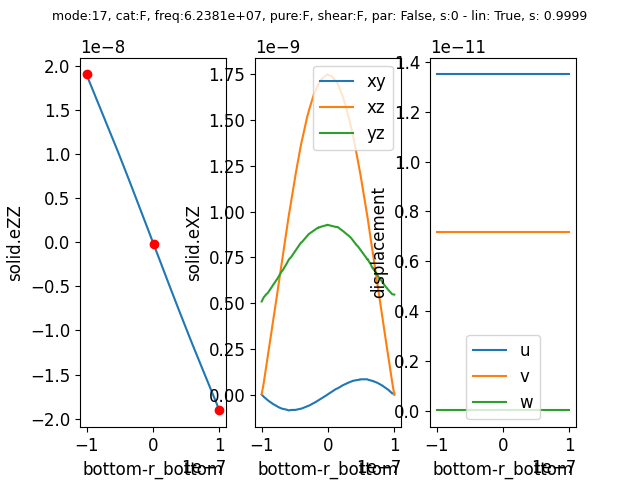 mode:17, cat:F, freq:6.2381e+07, pure:F, shear:F, par: False, s:0 - lin: True, s: 0.9999
1e−8
2.0
1.5
1.0
0.5
0.0
−0.5
−1.0
−1.5
−2.0
solid.eZZ
−1
0
1
bottom-r_bottom
1e−7
1e−9
1.75
1.50
1.25
1.00
0.75
0.50
0.25
0.00
solid.eXZ
xy
xz
yz
−1
0
1
bottom-r_bottom
1e−7
1e−11
1.4
1.2
1.0
0.8
0.6
0.4
0.2
0.0
displacement
u
v
w
−1
0
1
bottom-r_bottom
1e−7